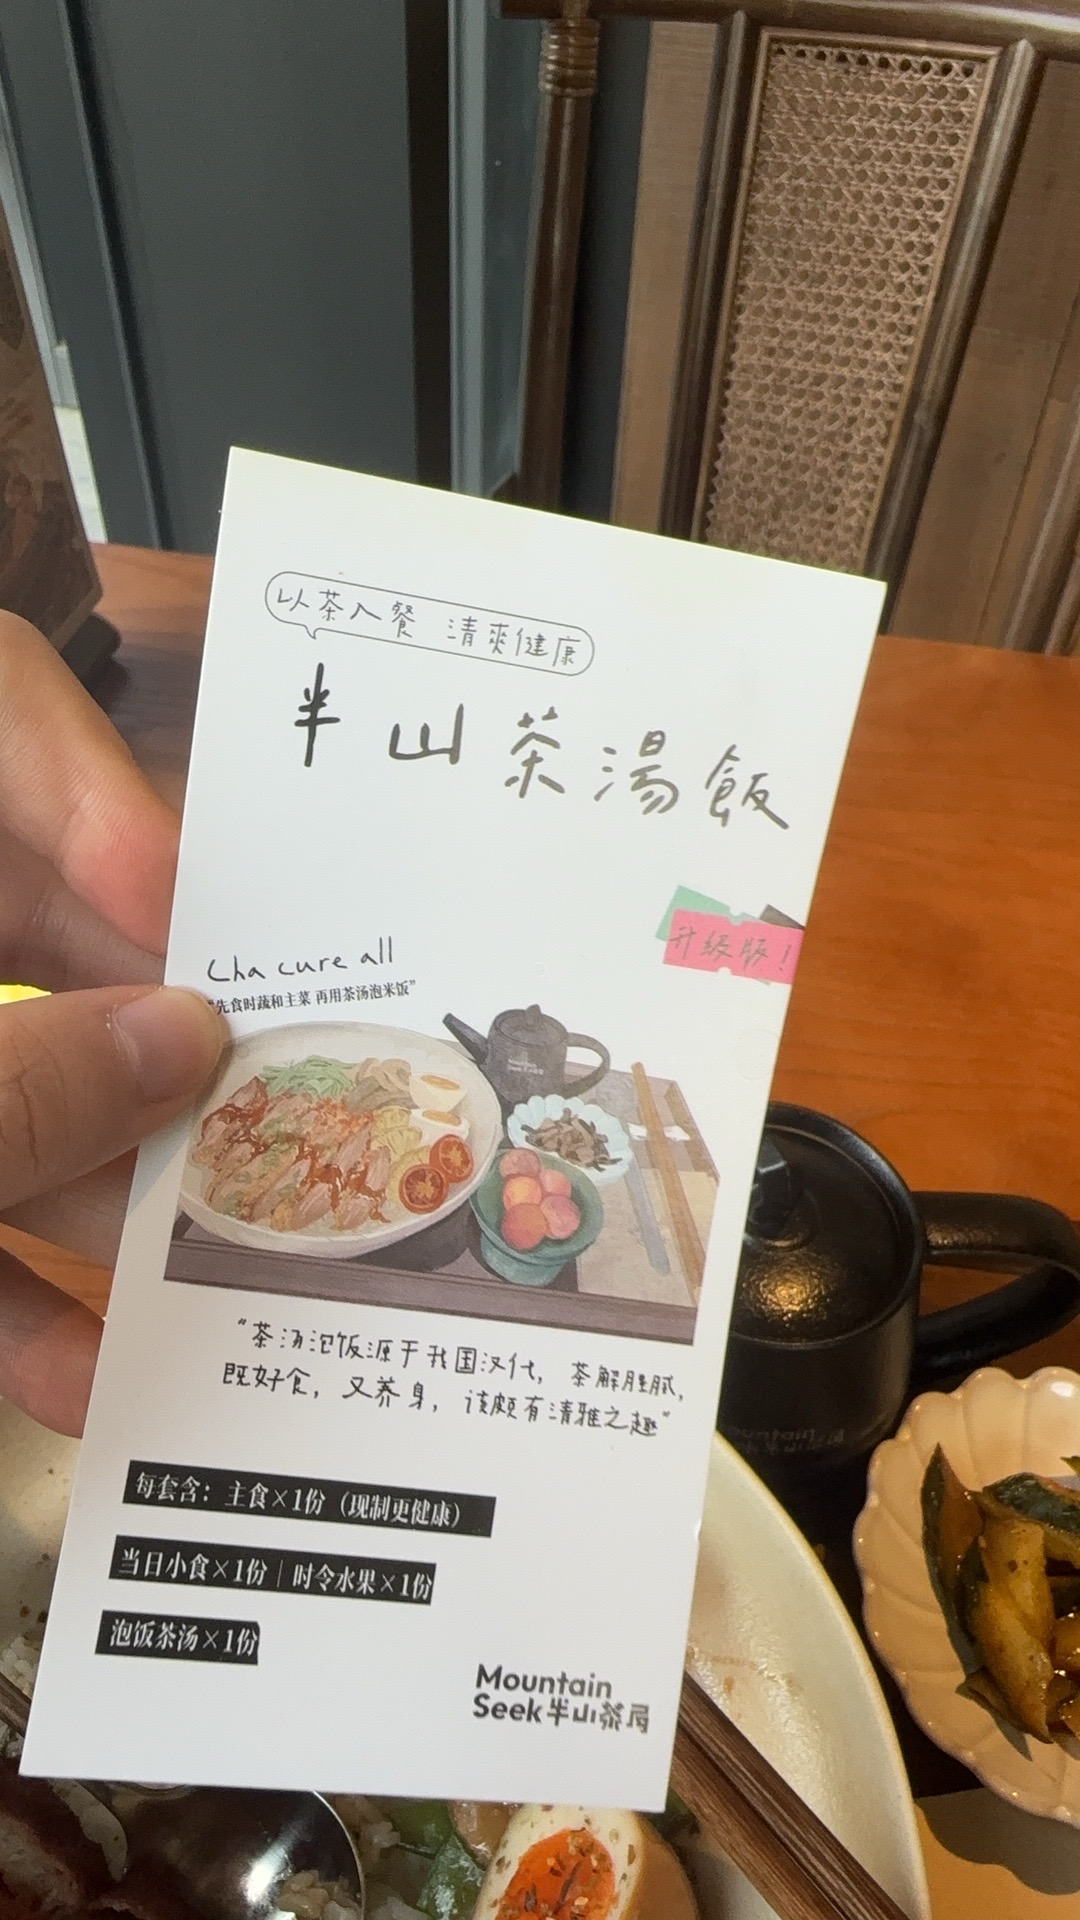 以茶入餐 清爽健康
半山茶湯飯
升级版！
Cha cure all
“先食时蔬和主菜 再用茶汤泡米饭”
“茶汤泡饭源于我国汉代，茶解腥腻，
既好食，又养身，该颇有清雅之趣”
每套含：主食×1份（现制更健康）
当日小食×1份｜时令水果×1份
泡饭茶汤×1份
Mountain
Seek半山茶局